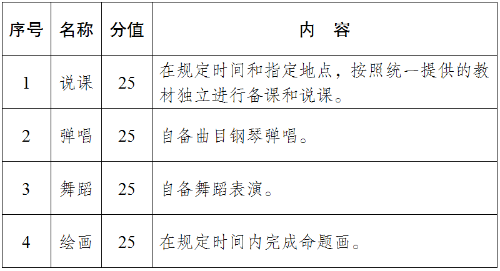 序号 名称 分值 内 容
1 说课 25 在规定时间和指定地点，按照统一提供的教
材独立进行备课和说课。
2 弹唱 25 自备曲目钢琴弹唱。
3 舞蹈 25 自备舞蹈表演。
4 绘画 25 在规定时间内完成命题画。